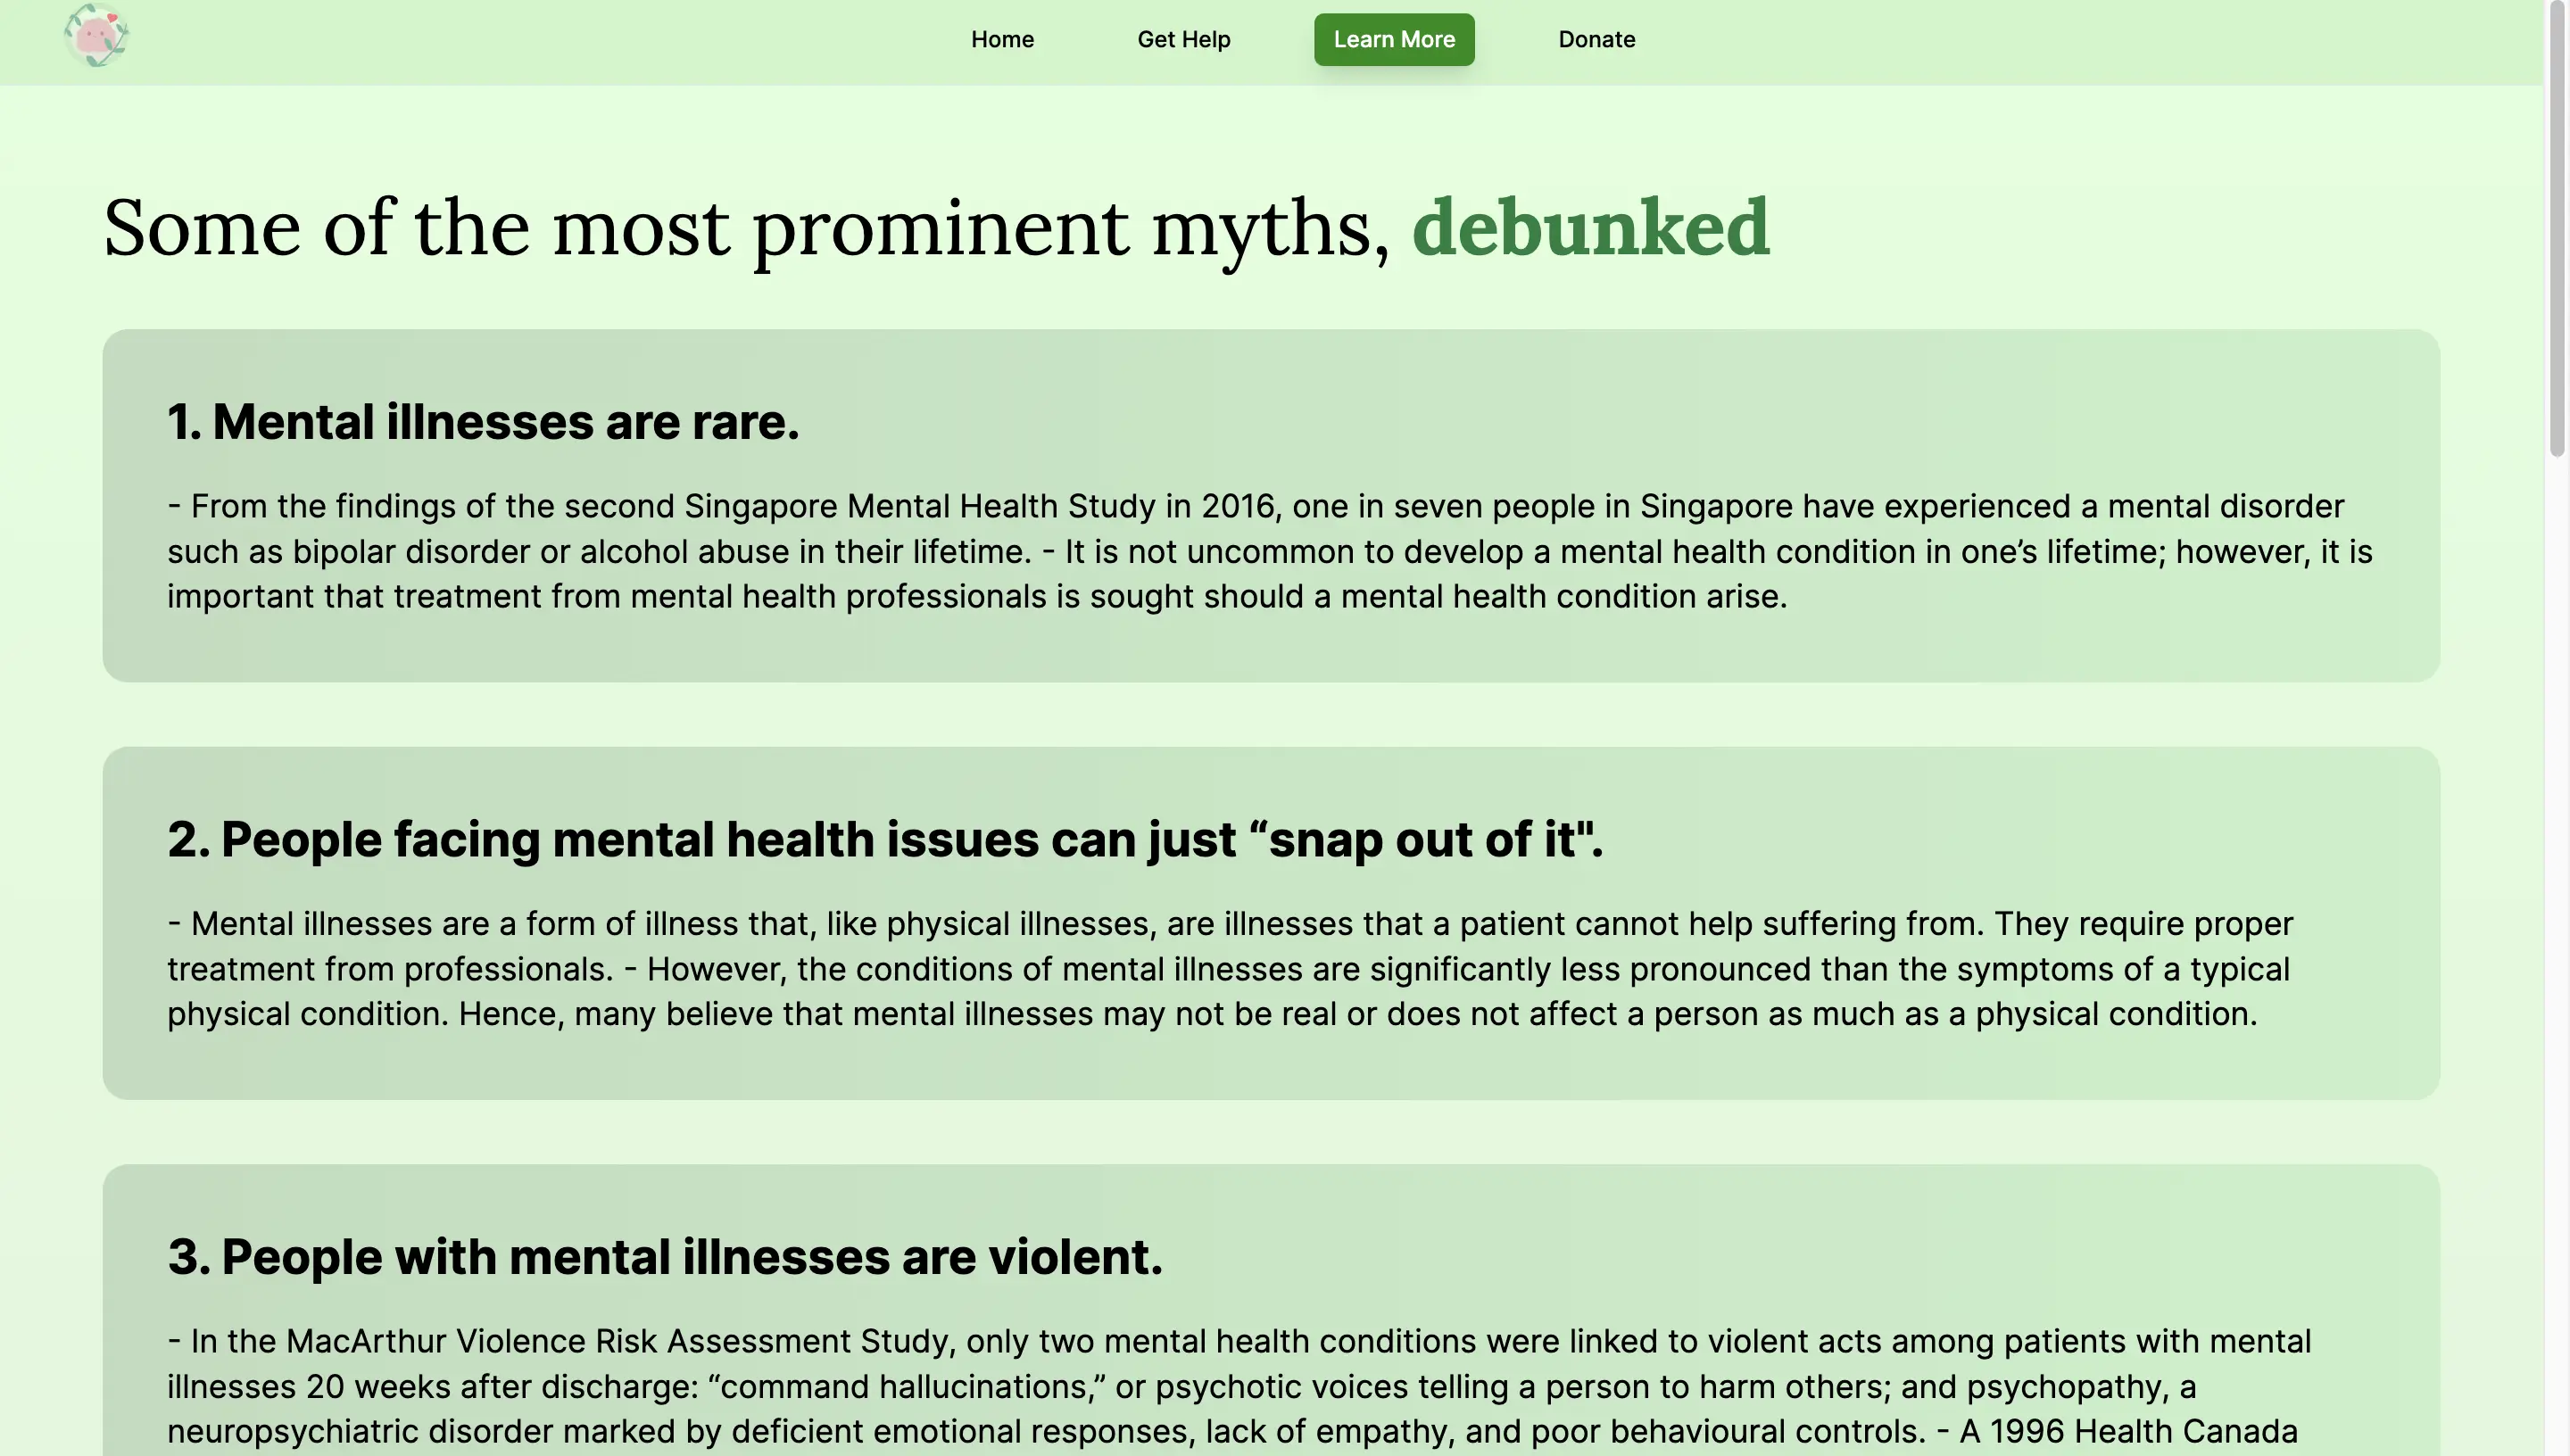 Home
Get Help
Learn More
Donate
Some of the most prominent myths, debunked
1. Mental illnesses are rare.
- From the findings of the second Singapore Mental Health Study in 2016, one in seven people in Singapore have experienced a mental disorder
such as bipolar disorder or alcohol abuse in their lifetime. - It is not uncommon to develop a mental health condition in one’s lifetime; however, it is
important that treatment from mental health professionals is sought should a mental health condition arise.
2. People facing mental health issues can just “snap out of it".
- Mental illnesses are a form of illness that, like physical illnesses, are illnesses that a patient cannot help suffering from. They require proper
treatment from professionals. - However, the conditions of mental illnesses are significantly less pronounced than the symptoms of a typical
physical condition. Hence, many believe that mental illnesses may not be real or does not affect a person as much as a physical condition.
3. People with mental illnesses are violent.
- In the MacArthur Violence Risk Assessment Study, only two mental health conditions were linked to violent acts among patients with mental
illnesses 20 weeks after discharge: “command hallucinations,” or psychotic voices telling a person to harm others; and psychopathy, a
neuropsychiatric disorder marked by deficient emotional responses, lack of empathy, and poor behavioural controls. - A 1996 Health Canada